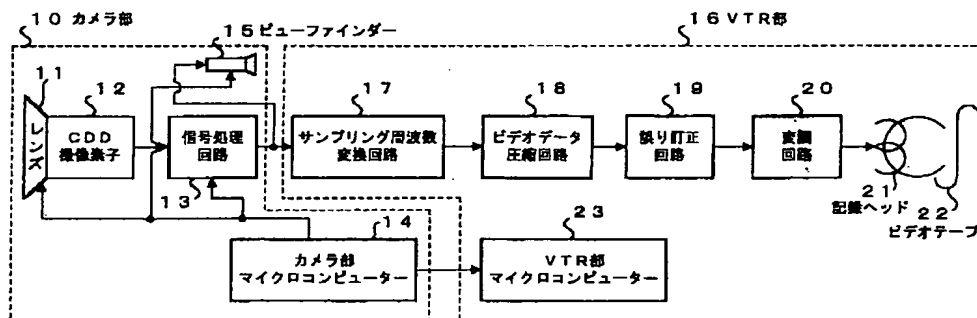 10 カメラ部
15 ビューファインダー
16 VTR部
11
12
17
18
19
20
レンズ
CDD
撮像素子
信号処理
回路
サンプリング周波数
変換回路
ビデオデータ
圧縮回路
誤り訂正
回路
変調
回路
13
21
記録ヘッド
22
ビデオテープ
14
23
カメラ部
マイクロコンピューター
VTR部
マイクロコンピューター